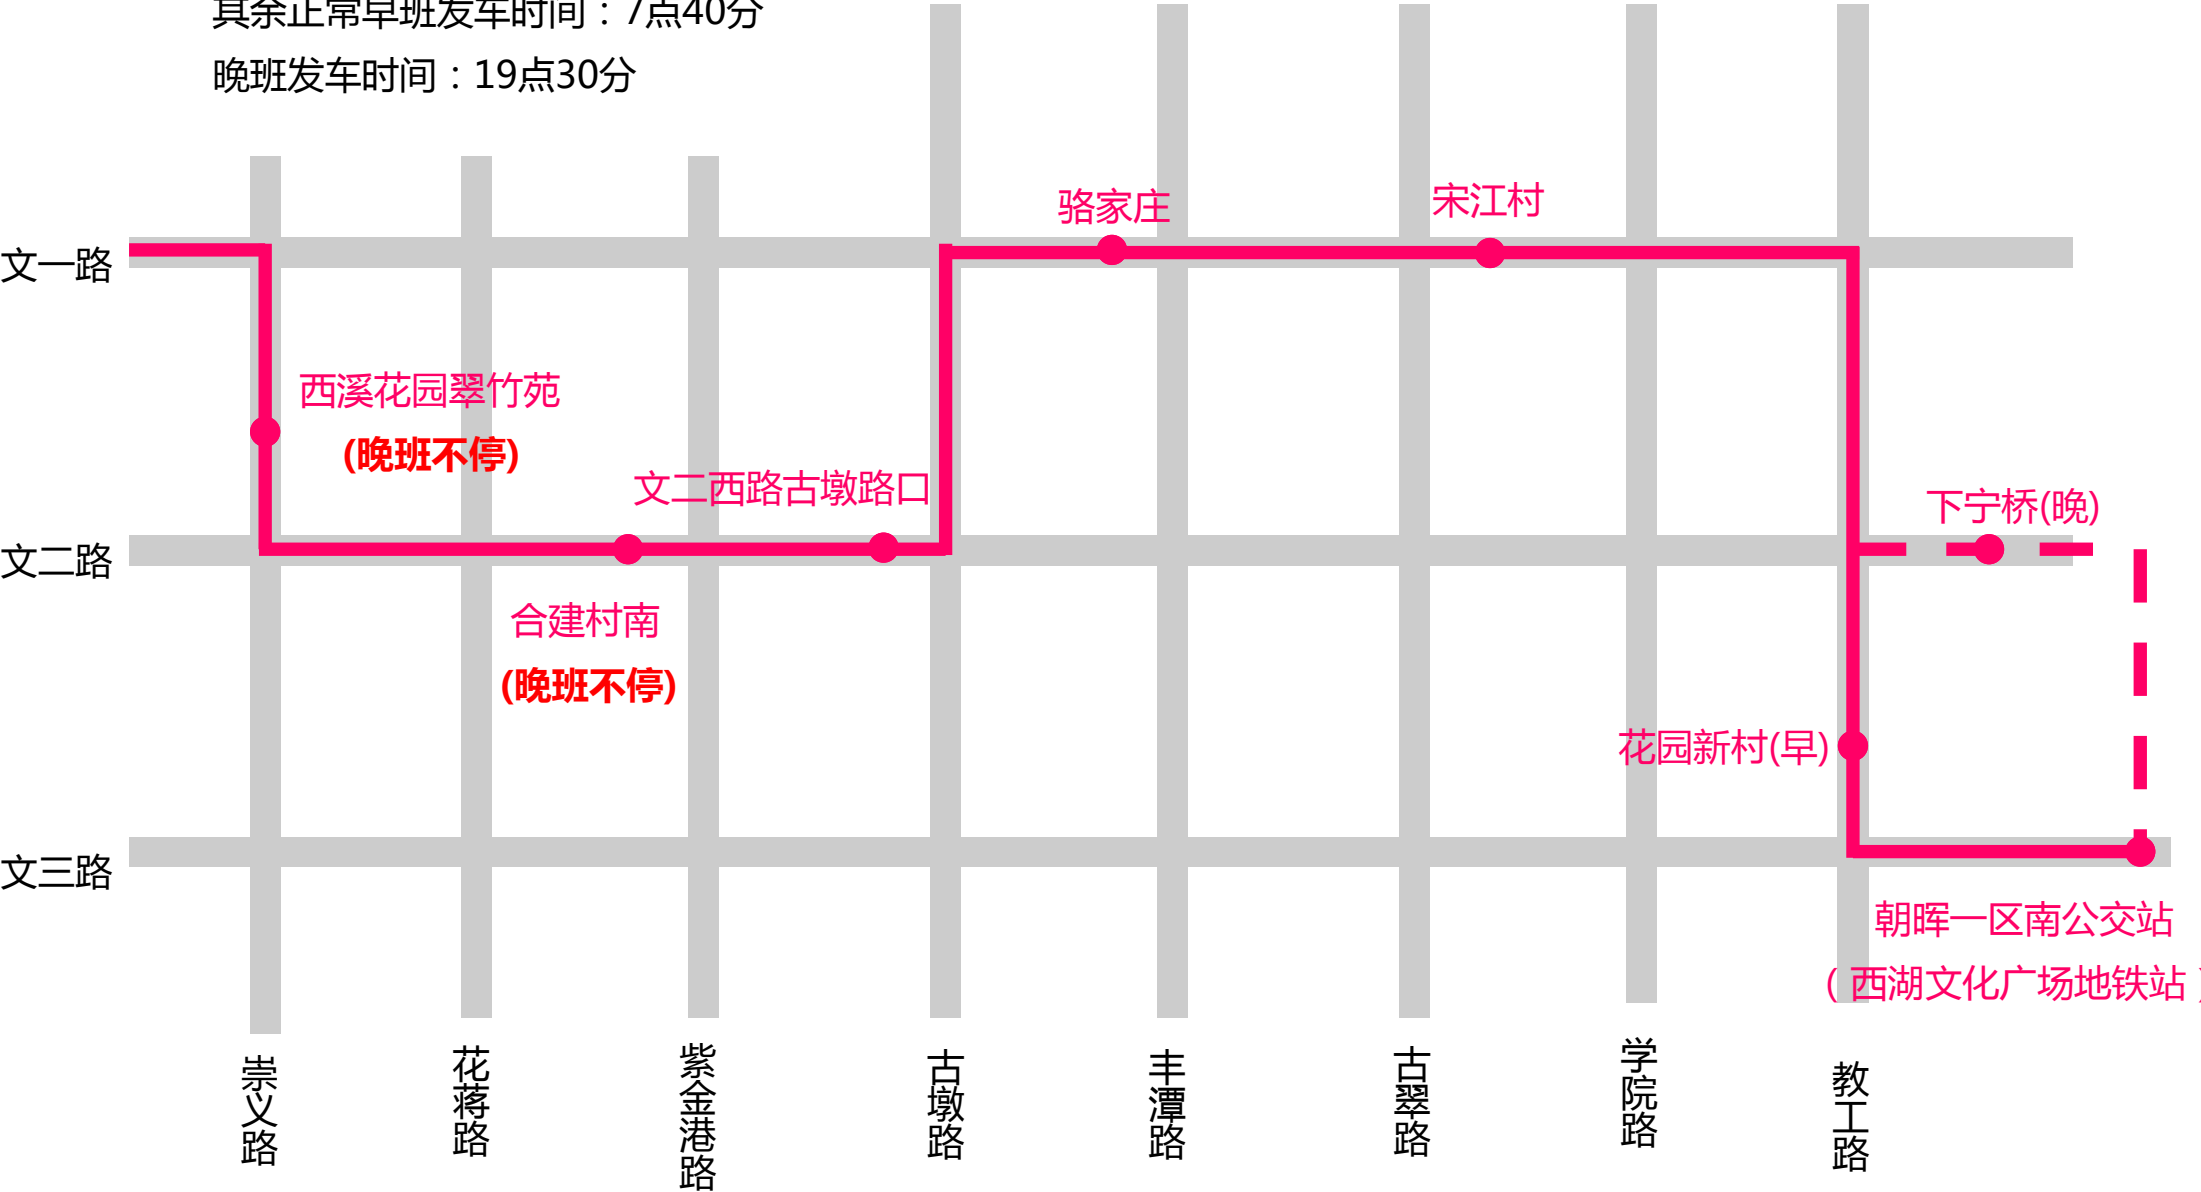 其余正常早班发车时间：7点40分
晚班发车时间：19点30分
骆家庄
宋江村
文一路
西溪花园翠竹苑
(晚班不停)
文二西路古墩路口
下宁桥(晚)
文二路
合建村南
(晚班不停)
花园新村(早)
文三路
朝晖一区南公交站
（西湖文化广场地铁站）
崇义路
花蒋路
紫金港路
古墩路
丰潭路
古翠路
学院路
教工路